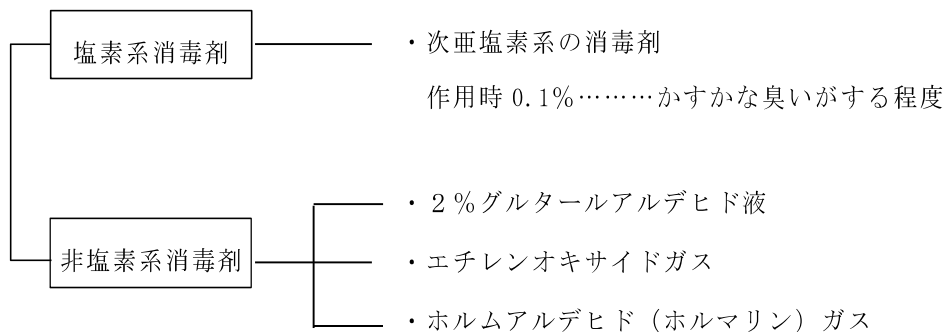 塩素系消毒剤
・次亜塩素系の消毒剤
作用時 0.1%………かすかな臭いがする程度
非塩素系消毒剤
・２％グルタールアルデヒド液
・エチレンオキサイドガス
・ホルムアルデヒド（ホルマリン）ガス